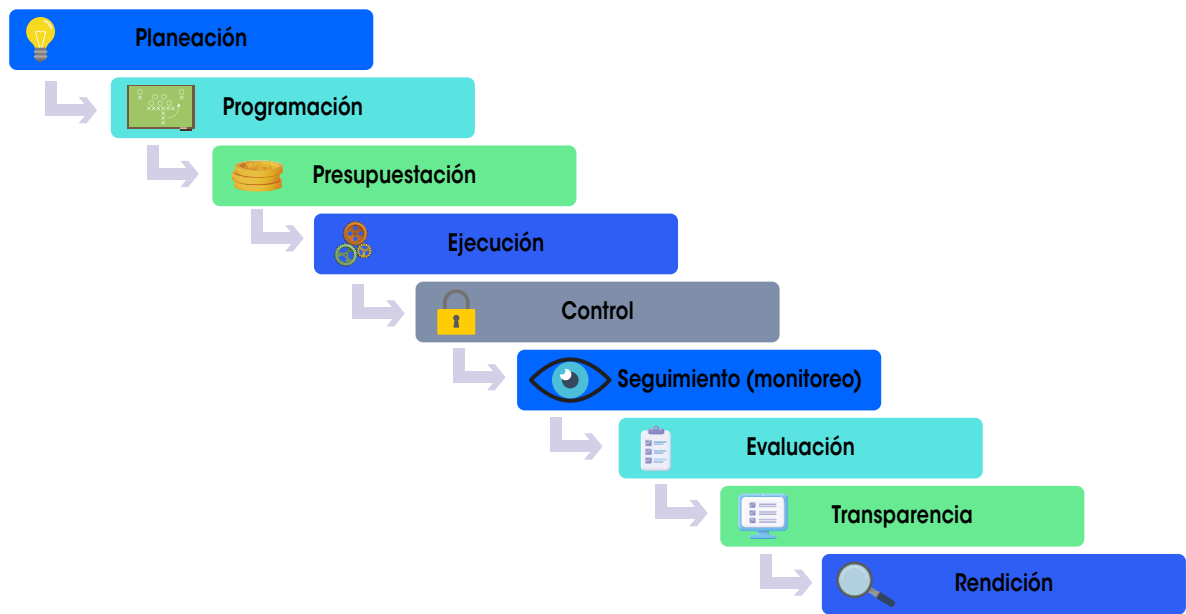 Planeación
Programación
Presupuestación
Ejecución
Control
Seguimiento (monitoreo)
Evaluación
Transparencia
Rendición